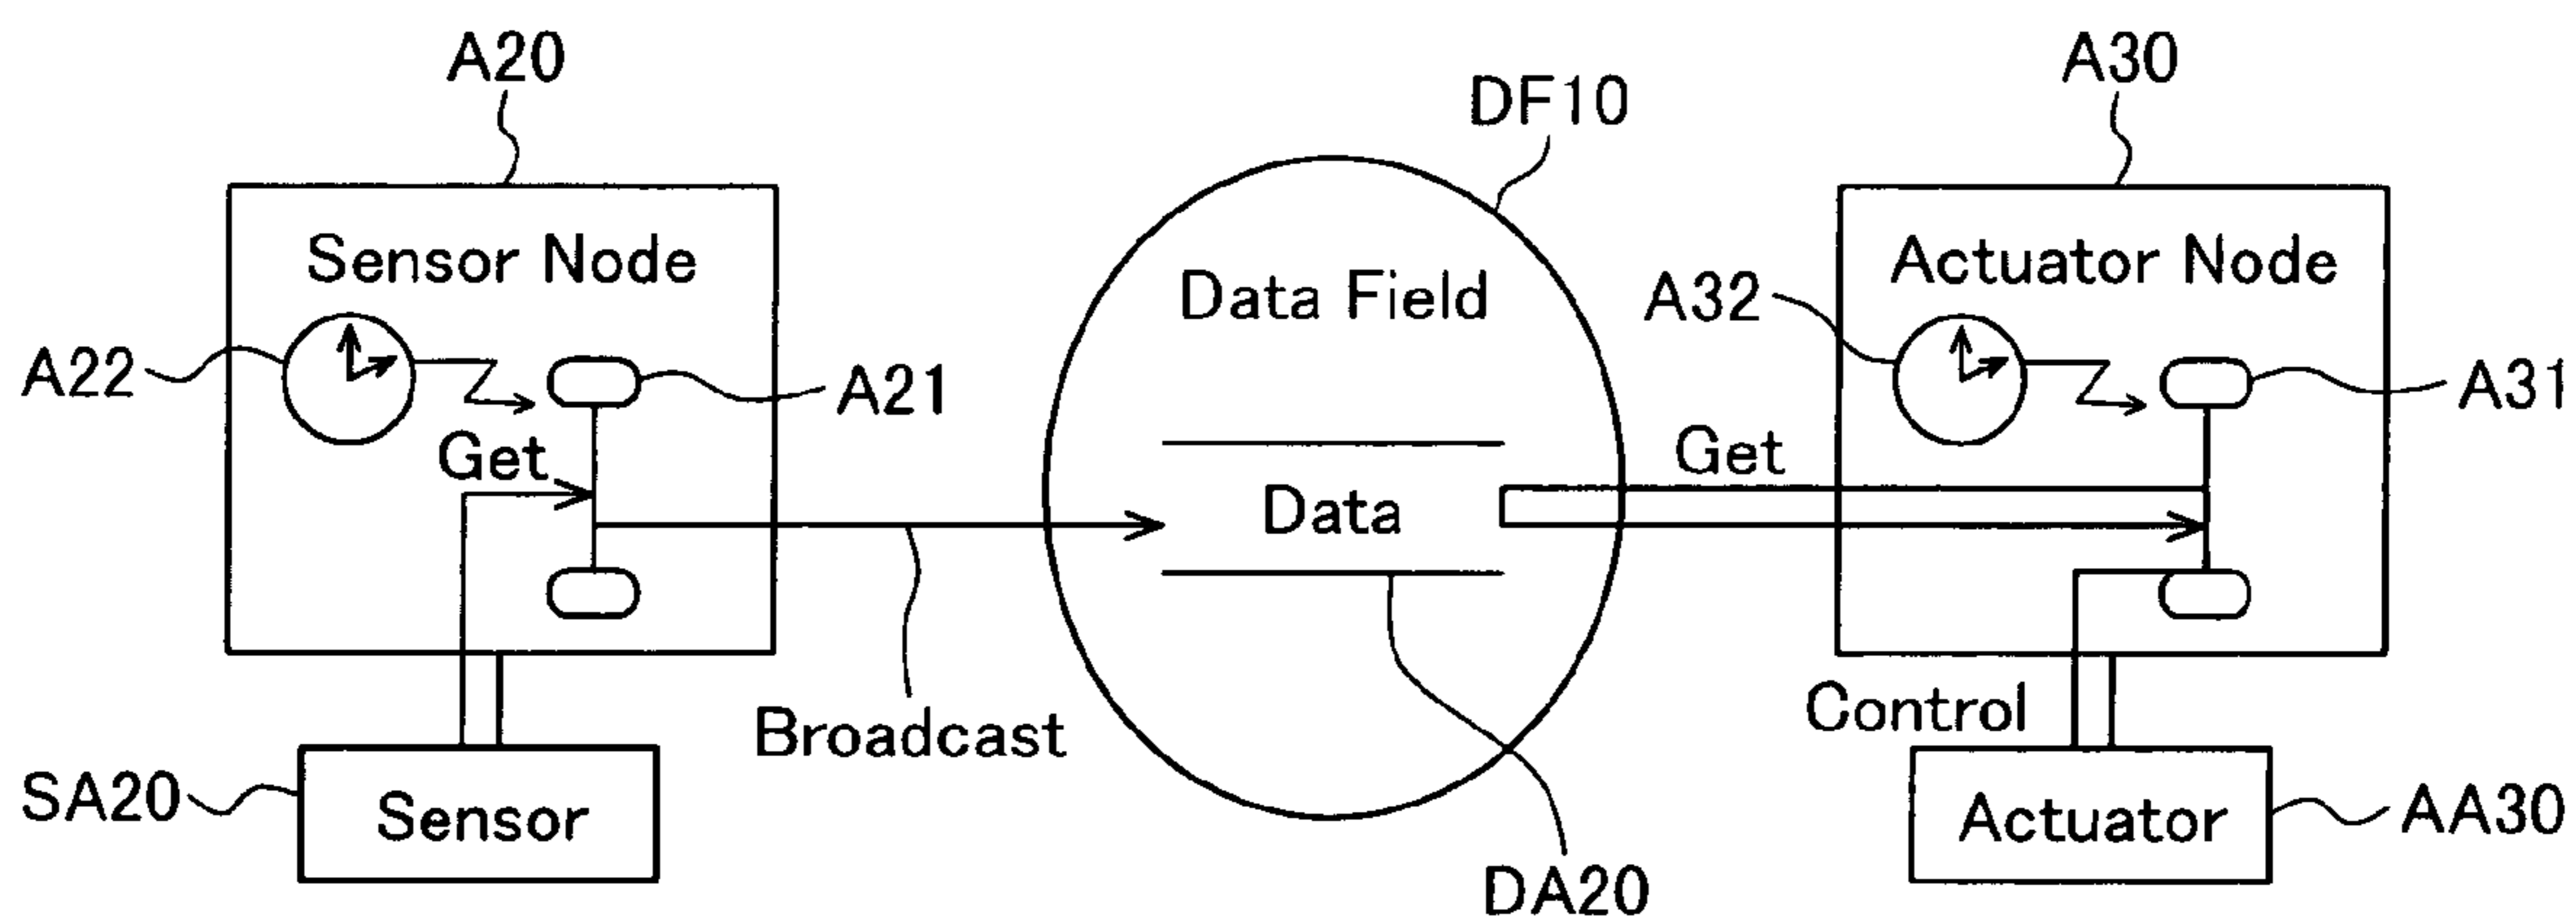 A20
A30
DF10
Sensor Node
Data Field
Actuator Node
A22
A21
A32
A31
Get
Get
Data
Broadcast
Control
SA20
Sensor
DA20
Actuator
AA30